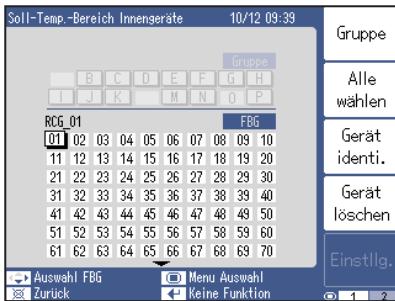 Soll-Temp.-Bereich Innengeräte 10/12 09:39
Gruppe
B C D E F G H
I J K M N O P
RCG_01 FBG
01 02 03 04 05 06 07 08 09 10
11 12 13 14 15 16 17 18 19 20
21 22 23 24 25 26 27 28 29 30
31 32 33 34 35 36 37 38 39 40
41 42 43 44 45 46 47 48 49 50
51 52 53 54 55 56 57 58 59 60
61 62 63 64 65 66 67 68 69 70
Auswahl FBG Menu Auswahl
Zurück Keine Funktion
Gruppe
Alle
wählen
Gerät
identi.
Gerät
löschen
Einstllg.
1 2